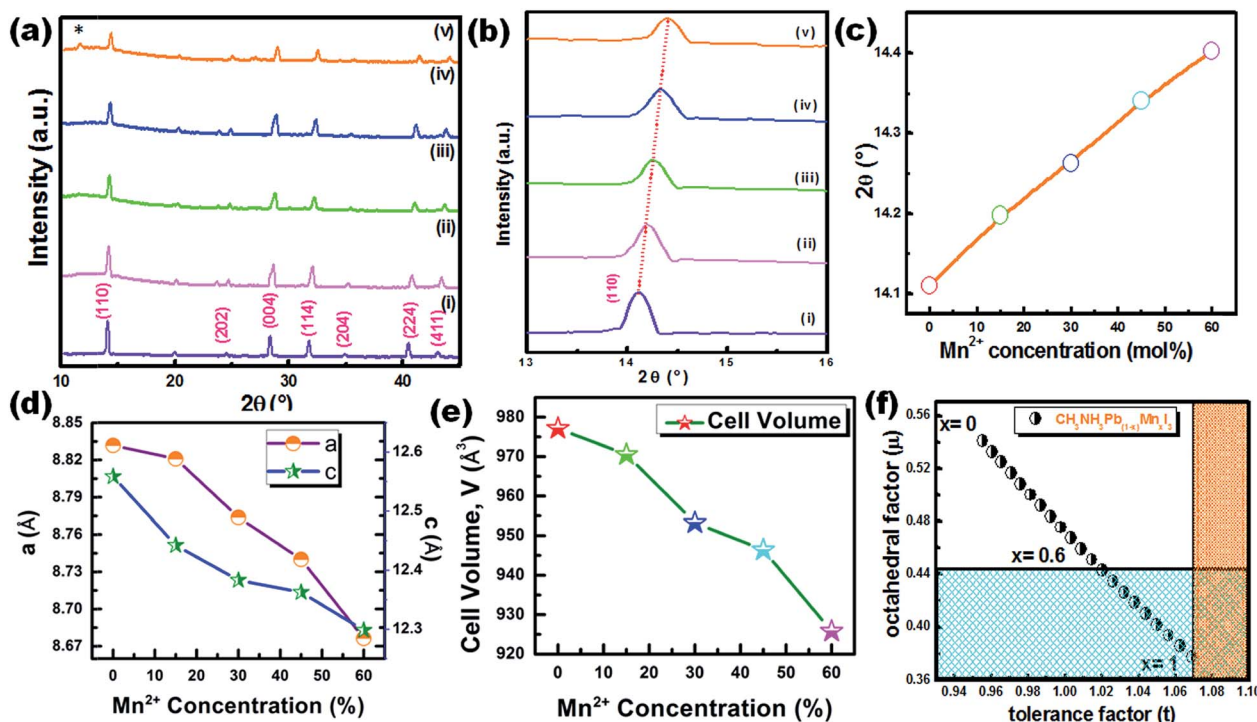 (a)
*
(v)
(iv)
(iii)
(ii)
(i)
(110)
(202)
(004)
(114)
(204)
(224)
(411)
Intensity (a.u.)
10 20 30 40
2θ (°)
(b)
(v)
(iv)
(iii)
(ii)
(110)
(i)
Intensity (a.u.)
13 14 15 16
2θ (°)
(c)
14.4
14.3
14.2
14.1
2θ (°)
0 10 20 30 40 50 60
Mn²⁺ concentration (mol%)
(d)
8.85
8.82
8.79
8.76
8.73
8.70
8.67
a (Å)
a
c
12.6
12.5
12.4
12.3
c (Å)
0 10 20 30 40 50 60
Mn²⁺ Concentration (%)
(e)
980
975
970
965
960
955
950
945
940
935
930
925
920
Cell Volume, V (Å³)
Cell Volume
0 10 20 30 40 50 60
Mn²⁺ Concentration (%)
(f)
0.56
0.52
0.48
0.44
0.40
0.36
octahedral factor (μ)
CH₃NH₃Pb₍₁₋ₓ₎MnₓI₃
x= 0
x= 0.6
x= 1
0.94 0.96 0.98 1.00 1.02 1.04 1.06 1.08 1.10
tolerance factor (t)